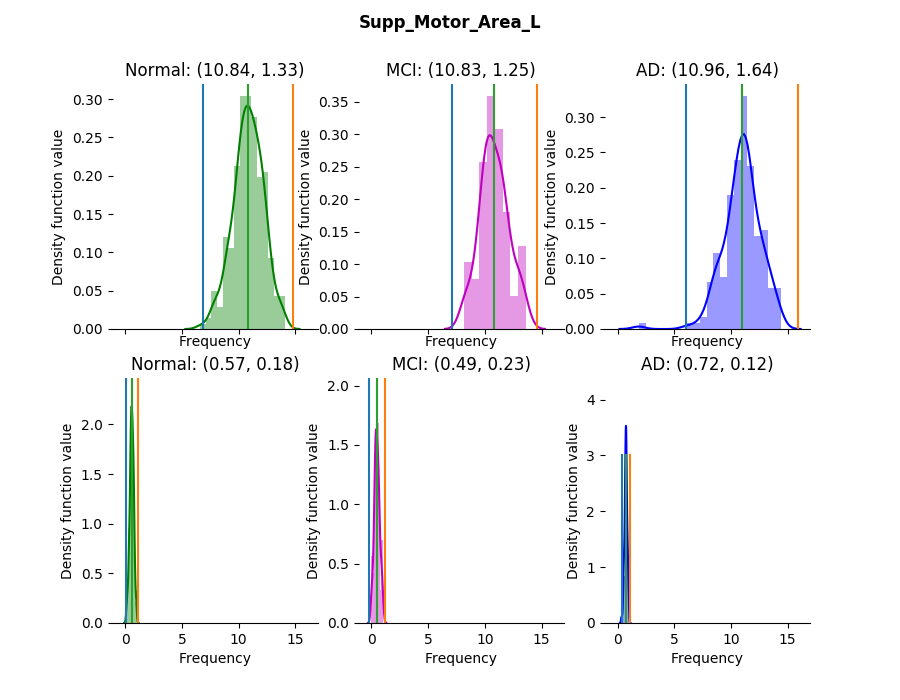 Supp_Motor_Area_L
Normal: (10.84, 1.33)
MCI: (10.83, 1.25)
AD: (10.96, 1.64)
Density function value
0.30
0.25
0.20
0.15
0.10
0.05
0.00
Frequency
Density function value
0.35
0.30
0.25
0.20
0.15
0.10
0.05
0.00
Frequency
Density function value
0.30
0.25
0.20
0.15
0.10
0.05
0.00
Frequency
Normal: (0.57, 0.18)
MCI: (0.49, 0.23)
AD: (0.72, 0.12)
Density function value
2.0
1.5
1.0
0.5
0.0
0 5 10 15
Frequency
Density function value
2.0
1.5
1.0
0.5
0.0
0 5 10 15
Frequency
Density function value
4
3
2
1
0
0 5 10 15
Frequency